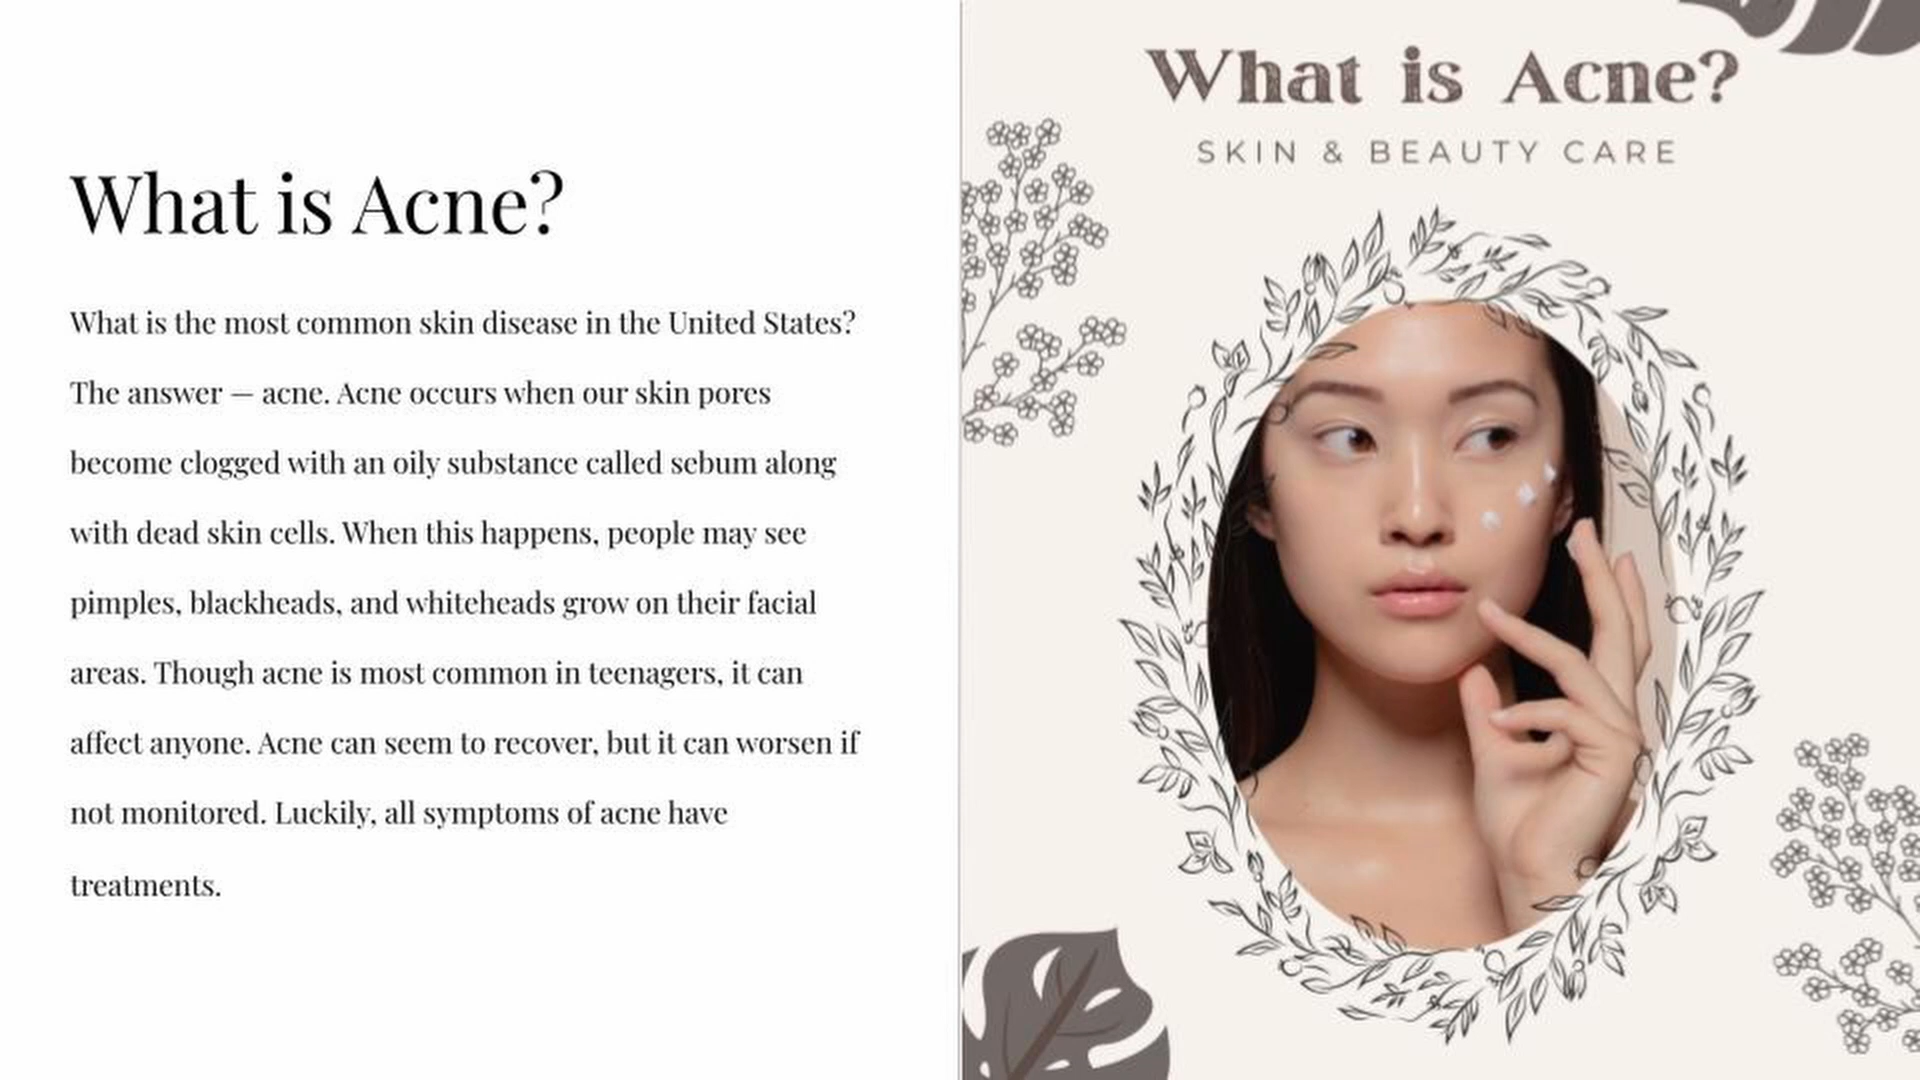 What is Acne?
What is the most common skin disease in the United States?
The answer — acne. Acne occurs when our skin pores
become clogged with an oily substance called sebum along
with dead skin cells. When this happens, people may see
pimples, blackheads, and whiteheads grow on their facial
areas. Though acne is most common in teenagers, it can
affect anyone. Acne can seem to recover, but it can worsen if
not monitored. Luckily, all symptoms of acne have
treatments.
What is Acne?
SKIN & BEAUTY CARE